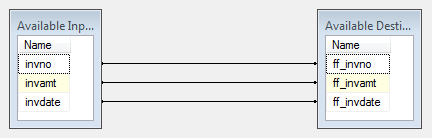 Available Inp...
Name
invno
invamt
invdate
Available Desti...
Name
ff_invno
ff_invamt
ff_invdate